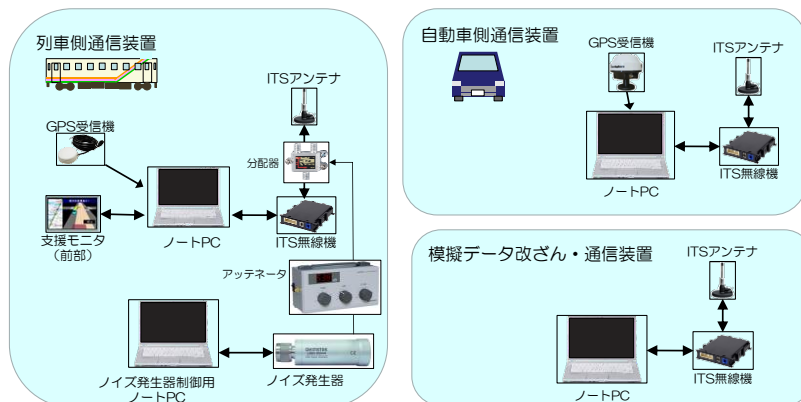 列車側通信装置
ITSアンテナ
GPS受信機
分配器
支援モニタ
(前部)
ノートPC
ITS無線機
アッテネータ
ノイズ発生器制御用
ノートPC
ノイズ発生器
自動車側通信装置
GPS受信機
ITSアンテナ
ノートPC
ITS無線機
模擬データ改ざん・通信装置
ITSアンテナ
ノートPC
ITS無線機